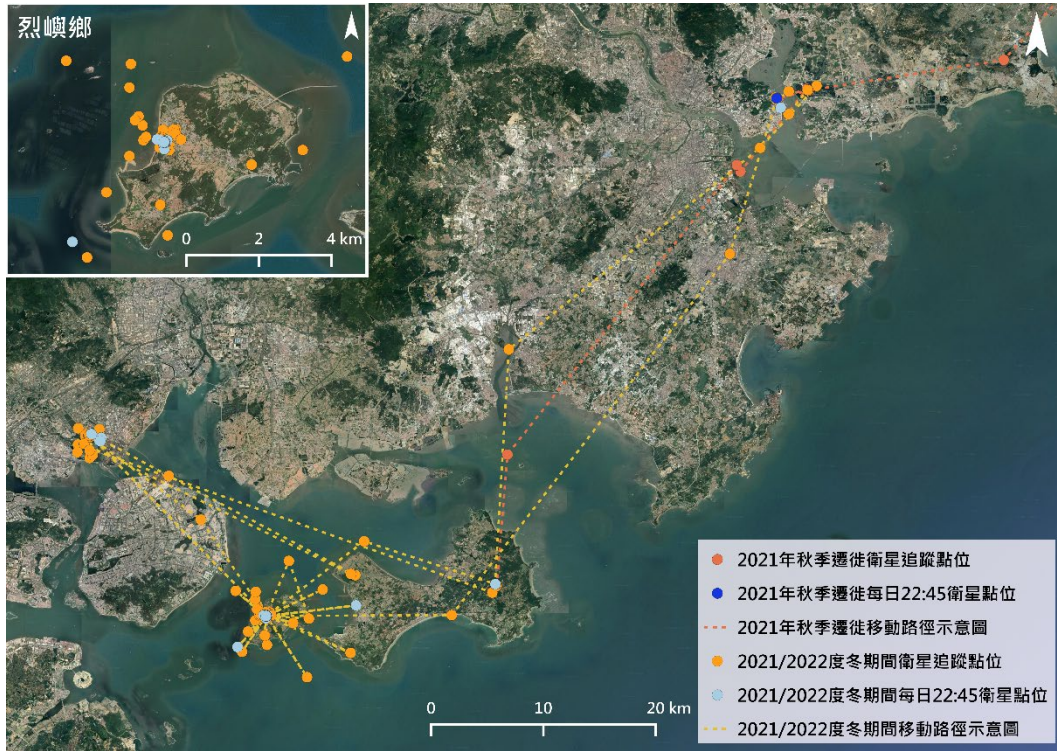 烈嶼鄉
0 2 4 km
2021年秋季遷徙衛星追蹤點位
2021年秋季遷徙每日22:45衛星點位
2021年秋季遷徙移動路徑示意圖
2021/2022度冬期間衛星追蹤點位
2021/2022度冬期間每日22:45衛星點位
2021/2022度冬期間移動路徑示意圖
0 10 20 km